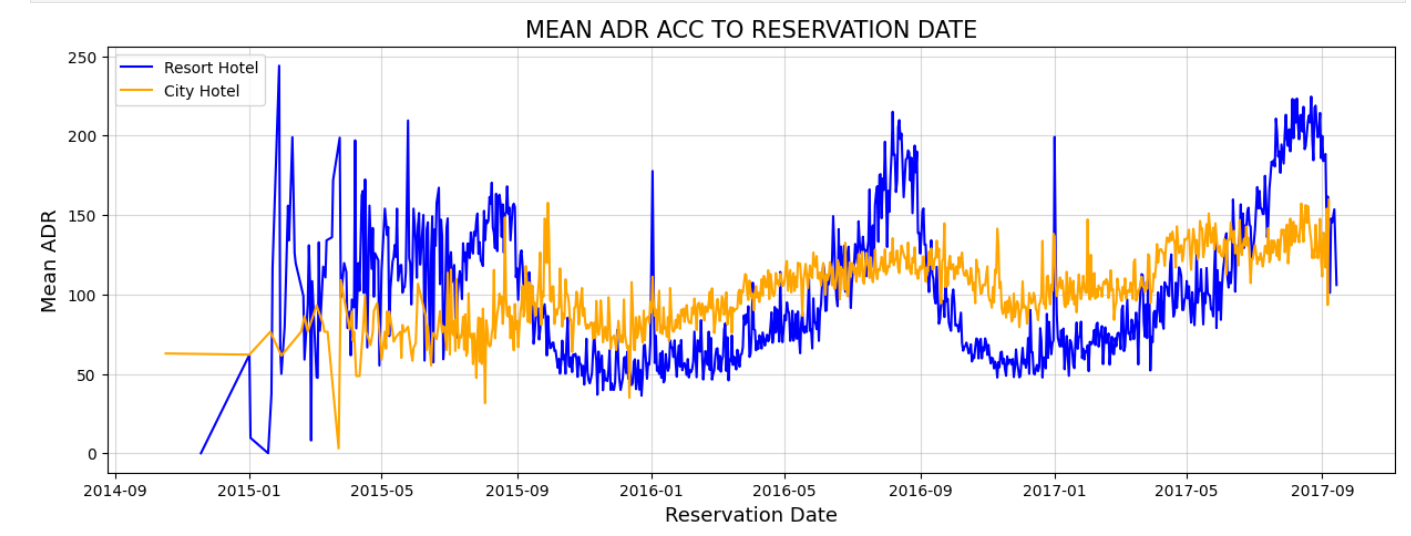 MEAN ADR ACC TO RESERVATION DATE
Resort Hotel
City Hotel
250
200
150
100
50
0
Mean ADR
2014-09 2015-01 2015-05 2015-09 2016-01 2016-05 2016-09 2017-01 2017-05 2017-09
Reservation Date